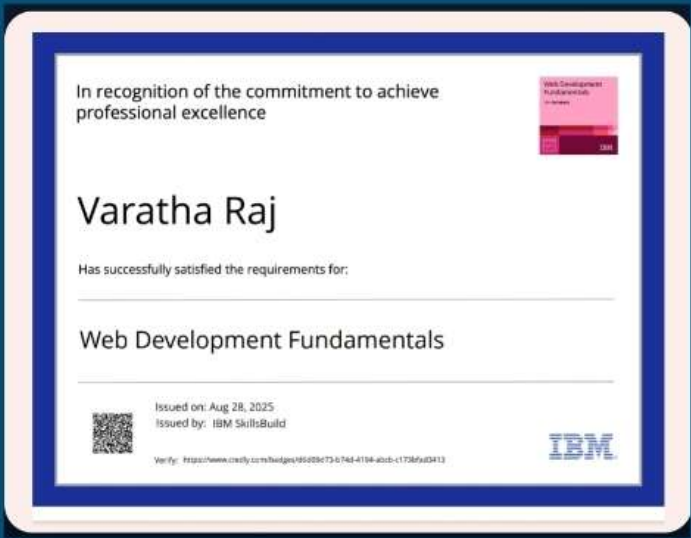 In recognition of the commitment to achieve
professional excellence
Web Development
Fundamentals
IBM
Varatha Raj
Has successfully satisfied the requirements for:
Web Development Fundamentals
Issued on: Aug 28, 2025
Issued by: IBM SkillsBuild
Verify:
IBM